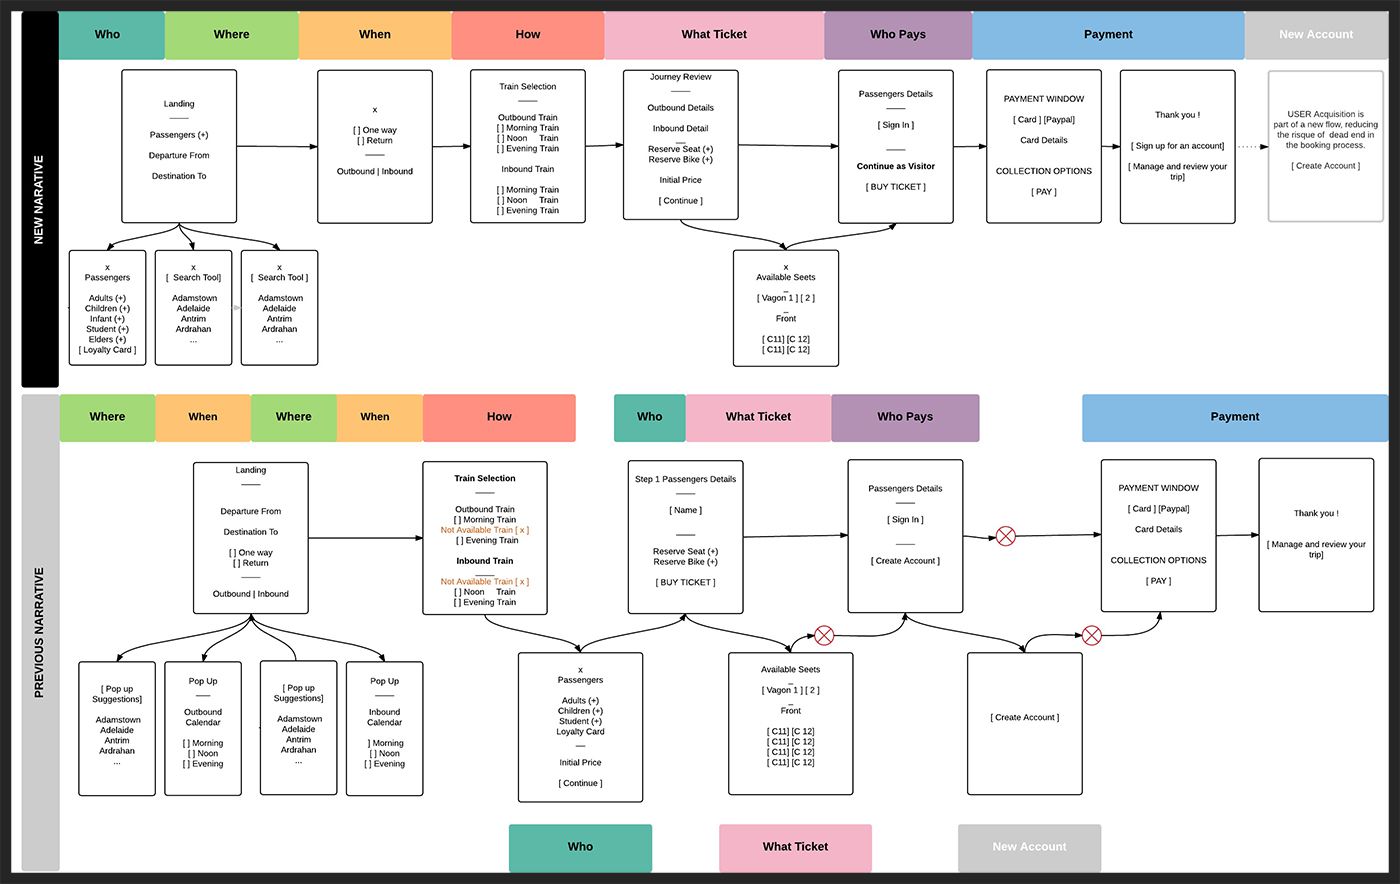 Who
Where
When
How
What Ticket
Who Pays
Payment
New Account
NEW NARATIVE
Landing
Passengers (+)
Departure From
Destination To
x
[ ] One way
[ ] Return
Outbound | Inbound
Train Selection
Outbound Train
[ ] Morning Train
[ ] Noon Train
[ ] Evening Train
Inbound Train
[ ] Morning Train
[ ] Noon Train
[ ] Evening Train
Journey Review
Outbound Details
Inbound Detail
Reserve Seat (+)
Reserve Bike (+)
Initial Price
[ Continue ]
Passengers Details
[ Sign In ]
Continue as Visitor
[ BUY TICKET ]
PAYMENT WINDOW
[ Card ] [Paypal]
Card Details
COLLECTION OPTIONS
[ PAY ]
Thank you !
[ Sign up for an account]
[ Manage and review your
trip]
USER Acquisition is
part of a new flow, reducing
the risque of dead end in
the booking process.
[ Create Account ]
x
Passengers
Adults (+)
Children (+)
Infant (+)
Student (+)
Elders (+)
[ Loyalty Card ]
x
[ Search Tool]
Adamstown
Adelaide
Antrim
Ardrahan
...
x
[ Search Tool ]
Adamstown
Adelaide
Antrim
Ardrahan
...
x
Available Seets
[ Vagon 1 ] [ 2 ]
Front
[ C11] [C 12]
[ C11] [C 12]
Where
When
Where
When
How
Who
What Ticket
Who Pays
Payment
PREVIOUS NARRATIVE
Landing
Departure From
Destination To
[ ] One way
[ ] Return
Outbound | Inbound
Train Selection
Outbound Train
[ ] Morning Train
Not Available Train [ x ]
[ ] Evening Train
Inbound Train
Not Available Train [ x ]
[ ] Noon Train
[ ] Evening Train
Step 1 Passengers Details
[ Name ]
Reserve Seat (+)
Reserve Bike (+)
[ BUY TICKET ]
Passengers Details
[ Sign In ]
[ Create Account ]
PAYMENT WINDOW
[ Card ] [Paypal]
Card Details
COLLECTION OPTIONS
[ PAY ]
Thank you !
[ Manage and review your
trip]
[ Pop up
Suggestions]
Adamstown
Adelaide
Antrim
Ardrahan
...
Pop Up
Outbound
Calendar
[ ] Morning
[ ] Noon
[ ] Evening
[ Pop up
Suggestions]
Adamstown
Adelaide
Antrim
Ardrahan
...
Pop Up
Inbound
Calendar
] Morning
[ ] Noon
[ ] Evening
x
Passengers
Adults (+)
Children (+)
Student (+)
Loyalty Card
Initial Price
[ Continue ]
Available Seets
[ Vagon 1 ] [ 2 ]
Front
[ C11] [C 12]
[ C11] [C 12]
[ C11] [C 12]
[ C11] [C 12]
[ Create Account ]
Who
What Ticket
New Account